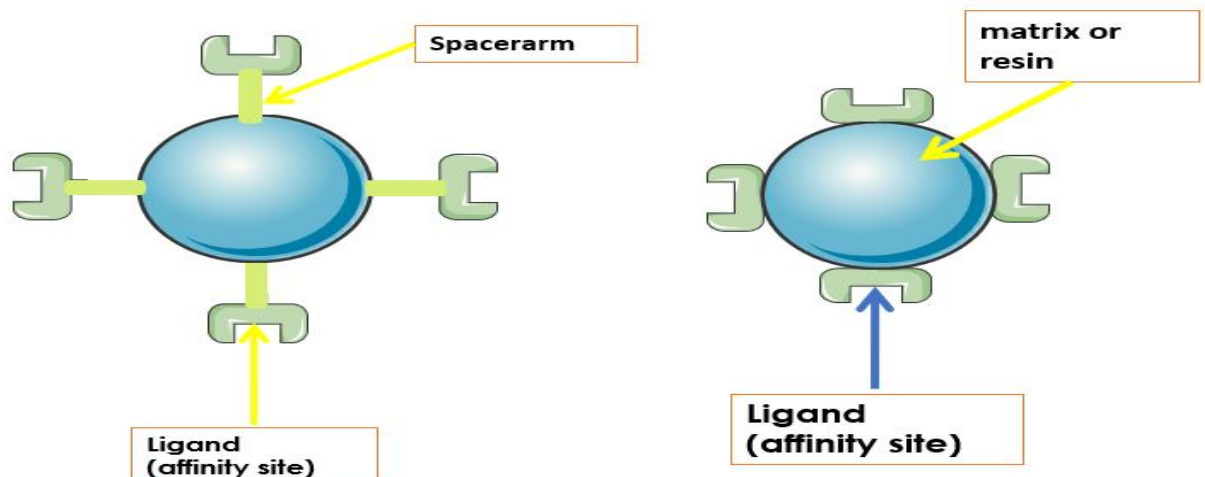 Spacerarm
matrix or
resin
Ligand
(affinity site)
Ligand
(affinity site)